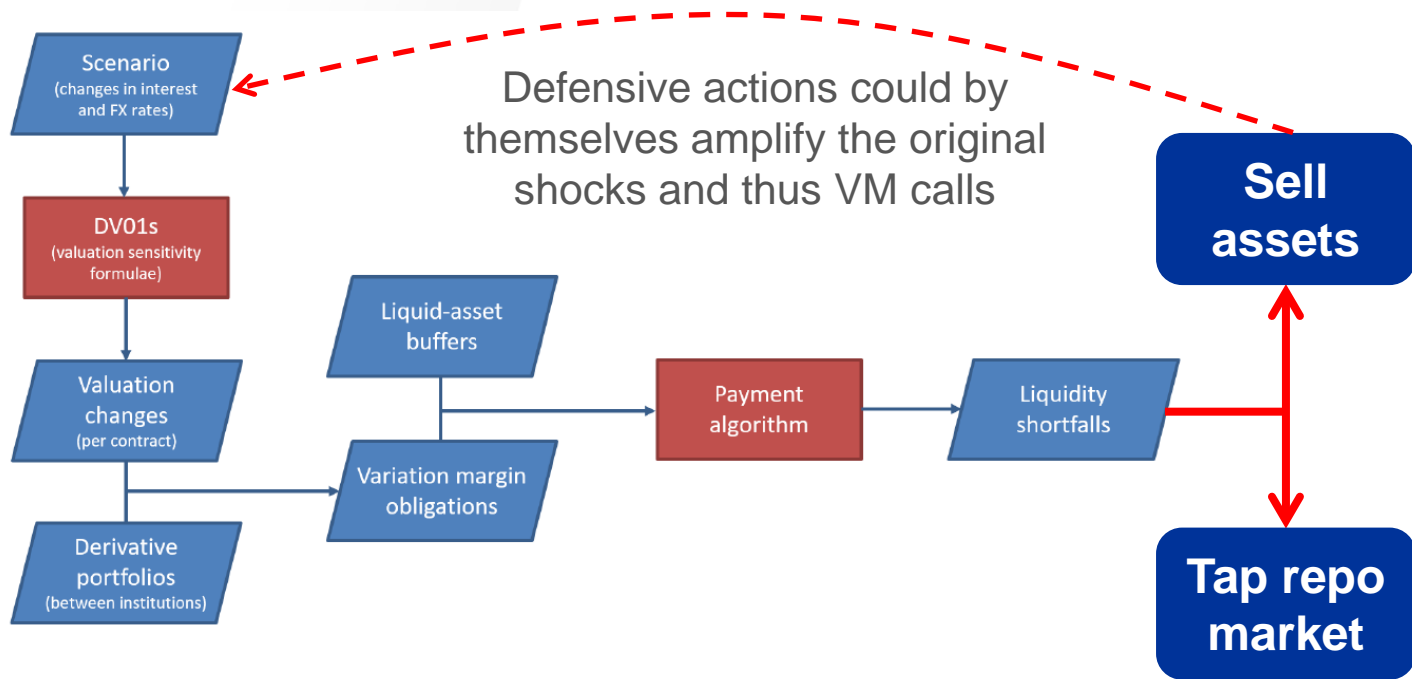 Scenario
(changes in interest
and FX rates)
Defensive actions could by
themselves amplify the original
shocks and thus VM calls
Sell
assets
DV01s
(valuation sensitivity
formulae)
Liquid-asset
buffers
Valuation
changes
(per contract)
Payment
algorithm
Liquidity
shortfalls
Variation margin
obligations
Derivative
portfolios
(between institutions)
Tap repo
market